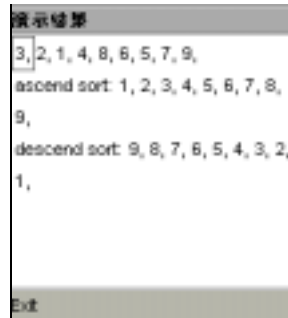 演示结果
3, 2, 1, 4, 8, 6, 5, 7, 9,
ascend sort: 1, 2, 3, 4, 5, 6, 7, 8,
9,
descend sort: 9, 8, 7, 6, 5, 4, 3, 2,
1,
Exit